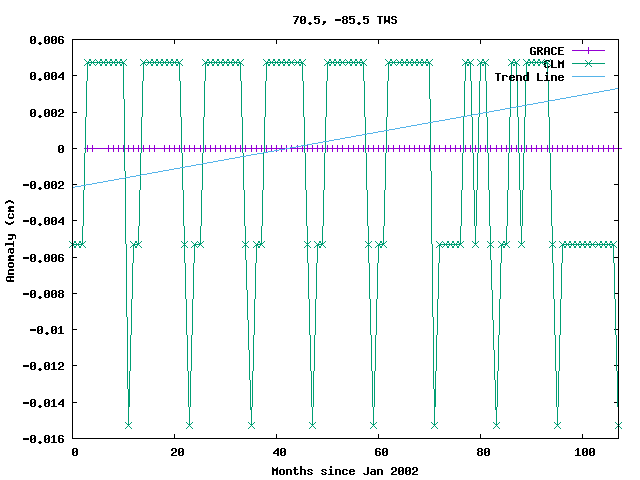 70.5, -85.5 TWS
0.006
0.004
0.002
0
-0.002
-0.004
-0.006
-0.008
-0.01
-0.012
-0.014
-0.016
Anomaly (cm)
GRACE
CLM
Trend Line
0 20 40 60 80 100
Months since Jan 2002